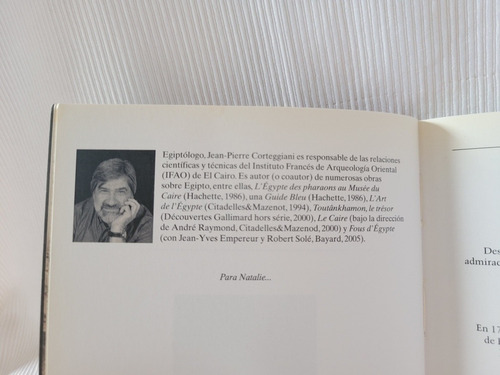 Egiptólogo, Jean-Pierre Corteggiani es responsable de las relaciones
científicas y técnicas del Instituto Francés de Arqueología Oriental
(IFAO) de El Cairo. Es autor (o coautor) de numerosas obras
sobre Egipto, entre ellas, L'Égypte des pharaons au Musée du
Caire (Hachette, 1986), una Guide Bleu (Hachette, 1986), L'Art
de l'Égypte (Citadelles&Mazenot, 1994), Toutânkhamon, le trésor
(Découvertes Gallimard hors série, 2000), Le Caire (bajo la dirección
de André Raymond, Citadelles&Mazenod, 2000) y Fous d'Égypte
(con Jean-Yves Empereur y Robert Solé, Bayard, 2005).
Para Natalie...
Des
admirac
En 17
de